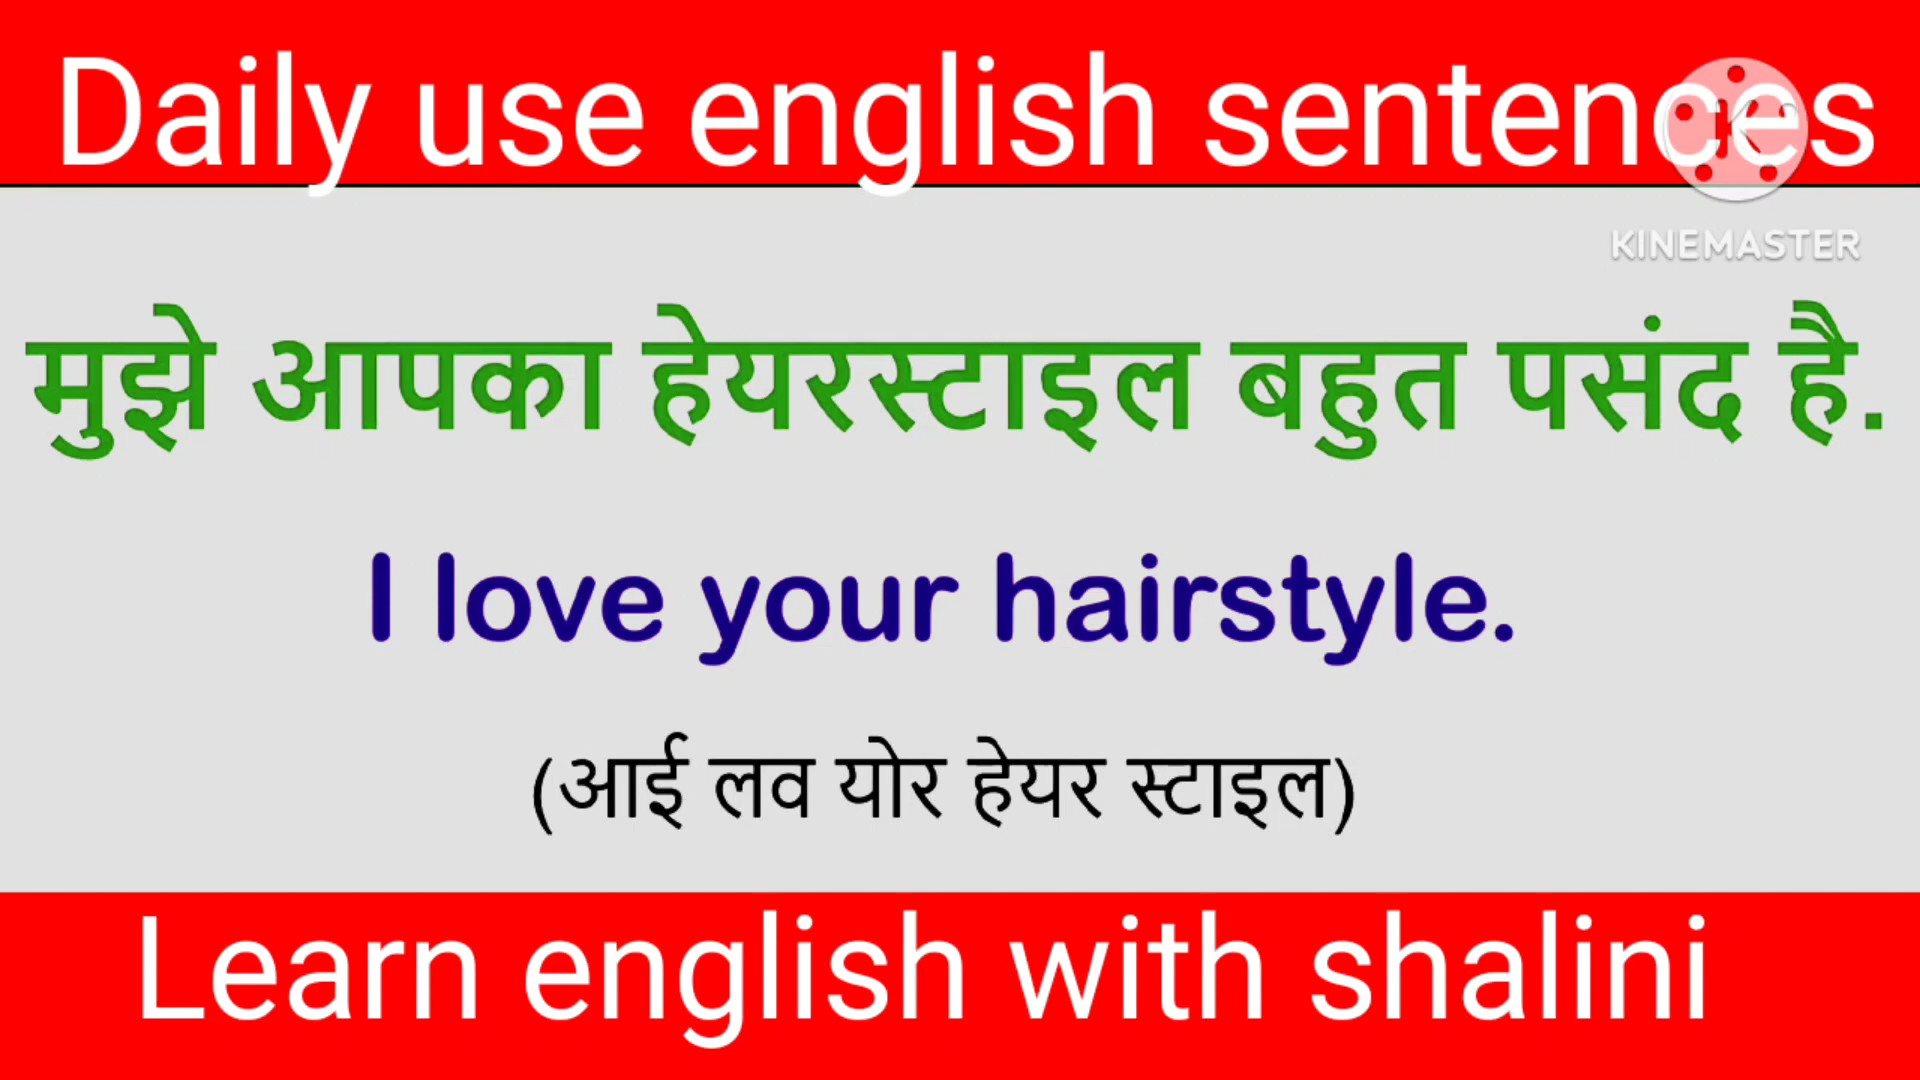 Daily use english sentences
KINEMASTER
मुझे आपका हेयरस्टाइल बहुत पसंद है.
I love your hairstyle.
(आई लव योर हेयर स्टाइल)
Learn english with shalini